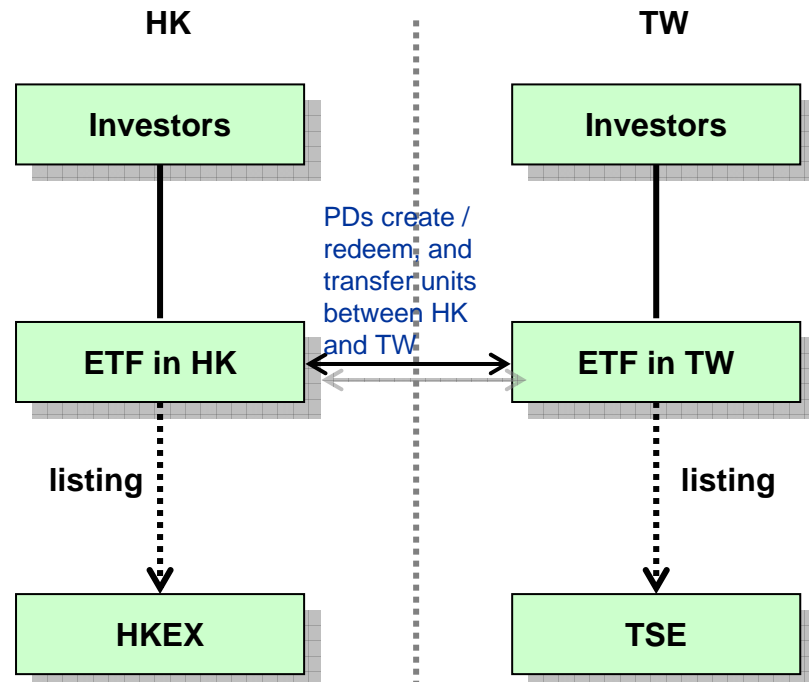 HK
TW
Investors
Investors
PDs create /
redeem, and
transfer units
between HK
and TW
ETF in HK
ETF in TW
listing
listing
HKEX
TSE